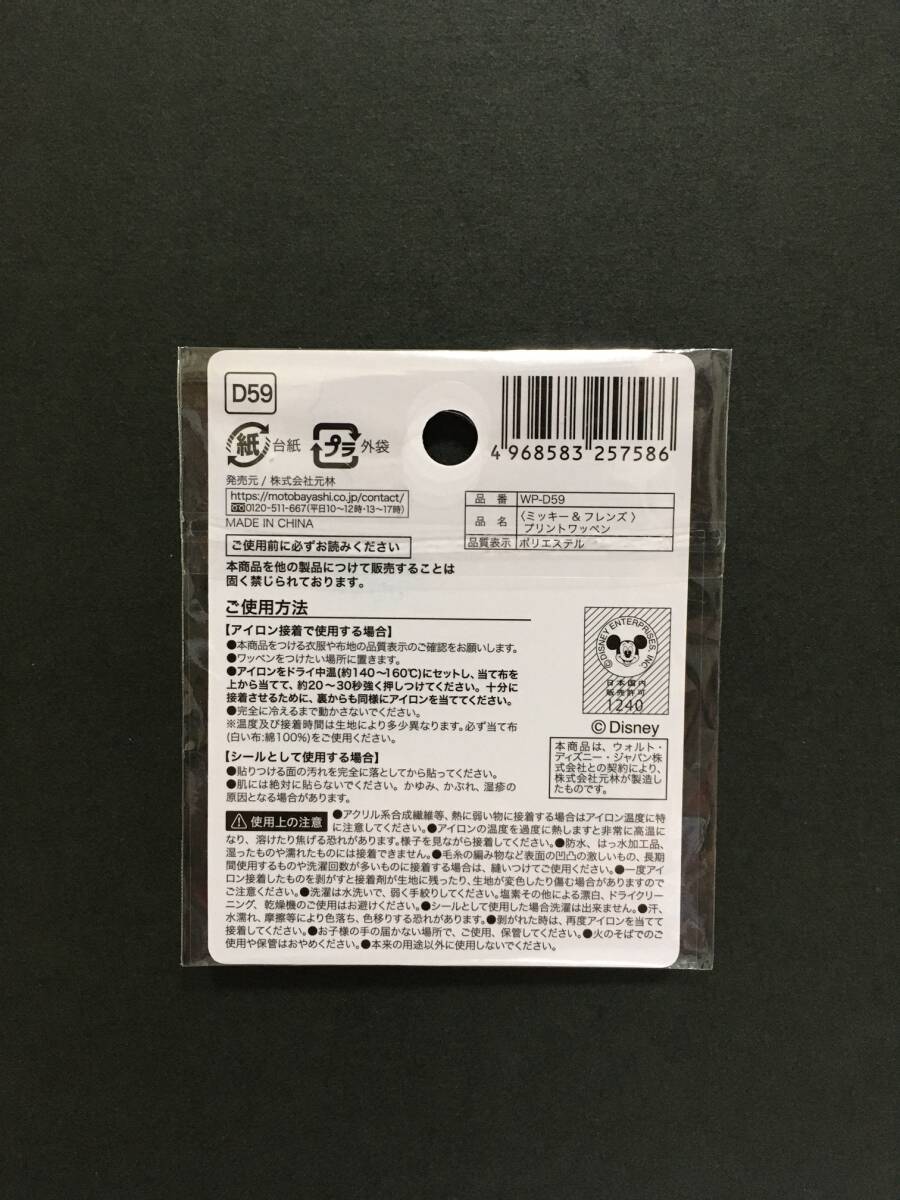 D59
紙 台紙 プラ 外袋
4 968583 257586
発売元 / 株式会社元林
https://motobayashi.co.jp/contact/
0120-511-667(平日10〜12時・13〜17時)
MADE IN CHINA
品 番 WP-D59
品 名 〈ミッキー & フレンズ 〉
プリントワッペン
品質表示 ポリエステル
ご使用前に必ずお読みください
本商品を他の製品につけて販売することは
固く禁じられております。
ご使用方法
【アイロン接着で使用する場合】
●本商品をつける衣服や布地の品質表示のご確認をお願いします。
●ワッペンをつけたい場所に置きます。
●アイロンをドライ中温(約140〜160℃)にセットし、当て布を
上から当てて、約20〜30秒強く押しつけてください。十分に
接着させるために、裏からも同様にアイロンを当ててください。
●完全に冷えるまで動かさないでください。
※温度及び接着時間は生地により多少異なります。必ず当て布
(白い布:綿100%)をご使用ください。
【シールとして使用する場合】
●貼りつける面の汚れを完全に落としてから貼ってください。
●肌には絶対に貼らないでください。かゆみ、かぶれ、湿疹の
原因となる場合があります。
©DISNEY ENTERPRISES, INC.
日本国内
販売許可
1240
©Disney
本商品は、ウォルト・
ディズニー・ジャパン株
式会社との契約により、
株式会社元林が製造し
たものです。
使用上の注意 ●アクリル系合成繊維等、熱に弱い物に接着する場合はアイロン温度に特
に注意してください。●アイロンの温度を過度に熱しますと非常に高温に
なり、溶けたり焦げる恐れがあります。様子を見ながら接着してください。●防水、はっ水加工品、
湿ったものや濡れたものには接着できません。●毛糸の編み物など表面の凹凸の激しいもの、長期
間使用するものや洗濯回数が多いものに接着する場合は、縫いつけてご使用ください。●一度アイ
ロン接着したものを剥がすと接着剤が生地に残ったり、生地が変色したり傷む場合がありますので
ご注意ください。●洗濯は水洗いで、弱く手絞りしてください。塩素その他による漂白、ドライクリー
ニング、乾燥機のご使用はお避けください。●シールとして使用した場合洗濯は出来ません。●汗、
水濡れ、摩擦等により色落ち、色移りする恐れがあります。●剥がれた時は、再度アイロンを当てて
接着してください。●お子様の手の届かない場所で、ご使用、保管してください。●火のそばでのご
使用や保管はおやめください。●本来の用途以外に使用しないでください。